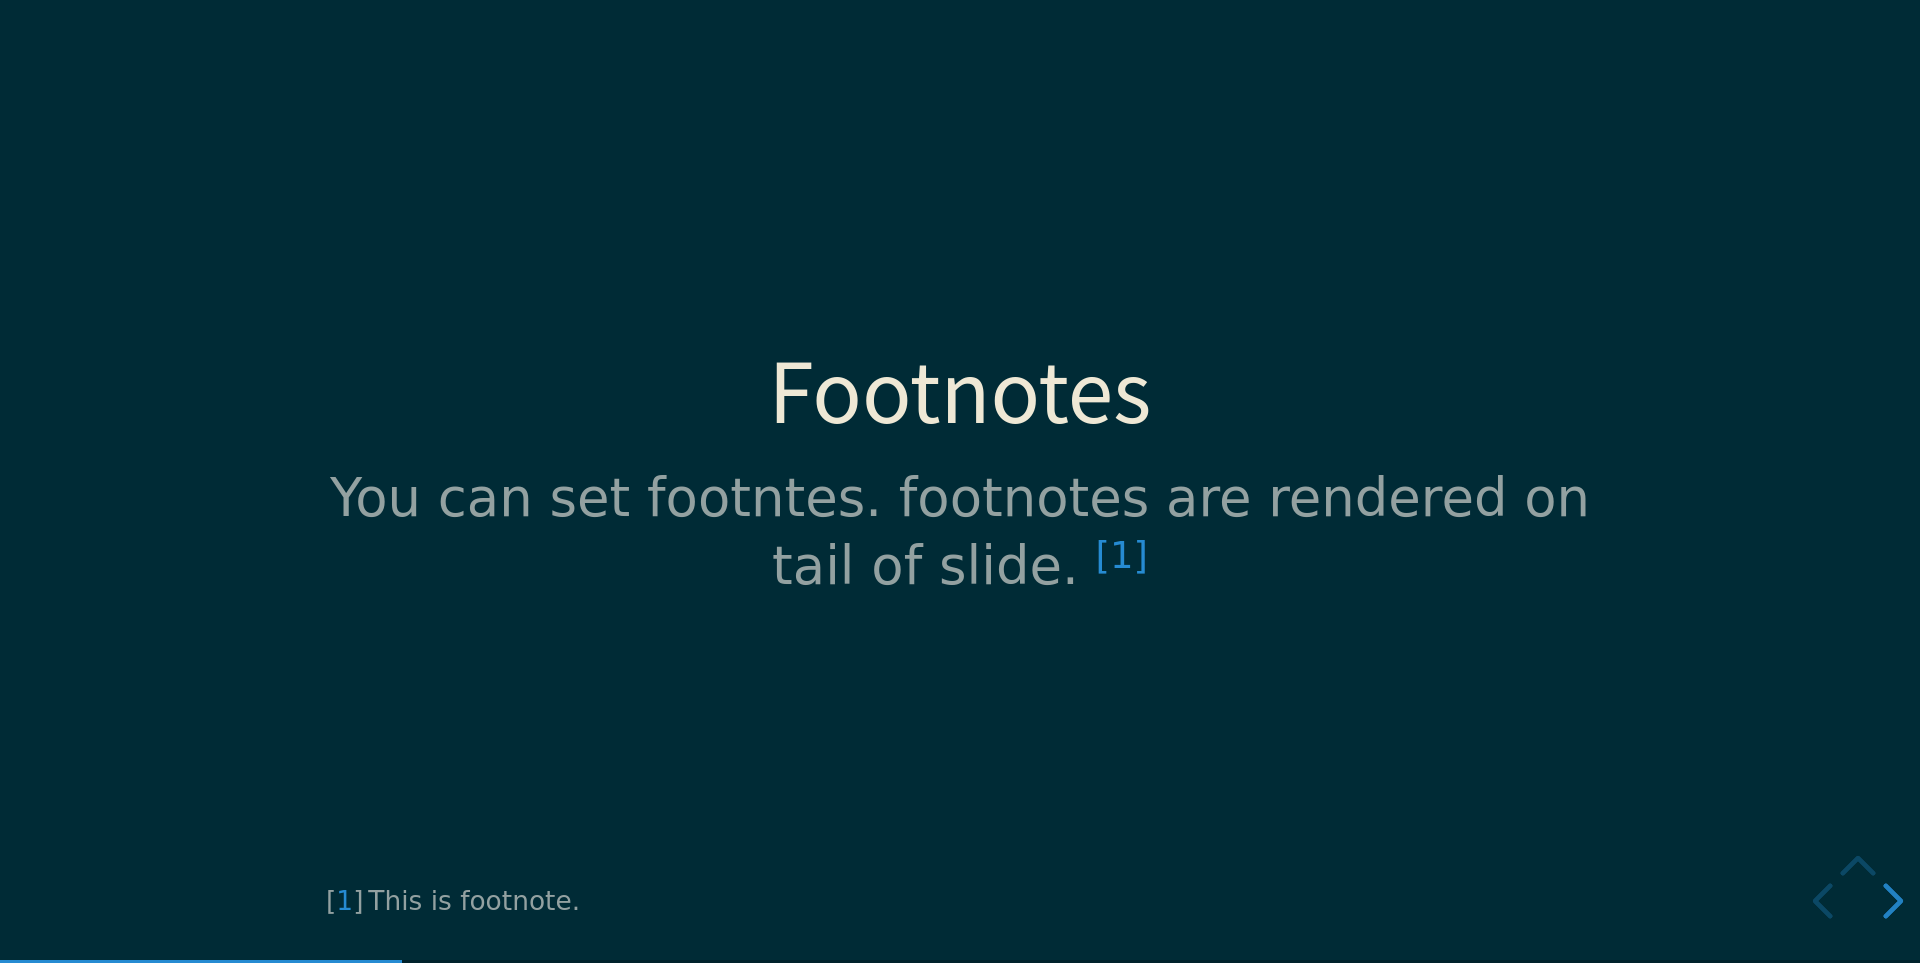 Footnotes
You can set footntes. footnotes are rendered on
tail of slide. [1]
[1] This is footnote.